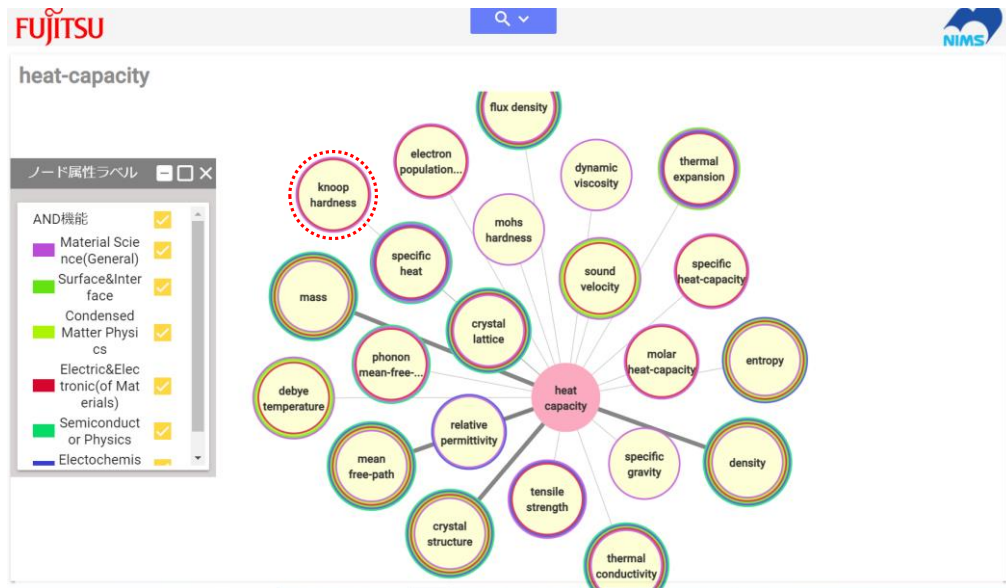 FUJITSU
NIMS
heat-capacity
ノード属性ラベル
AND機能
Material Scie
nce(General)
Surface&Inter
face
Condensed
Matter Physi
cs
Electric&Elec
tronic(of Mat
erials)
Semiconduct
or Physics
Electochemis
flux density
electron
population...
dynamic
viscosity
thermal
expansion
knoop
hardness
mohs
hardness
specific
heat
sound
velocity
specific
heat-capacity
mass
crystal
lattice
phonon
mean-free-...
molar
heat-capacity
entropy
debye
temperature
heat
capacity
relative
permittivity
mean
free-path
specific
gravity
density
tensile
strength
crystal
structure
thermal
conductivity